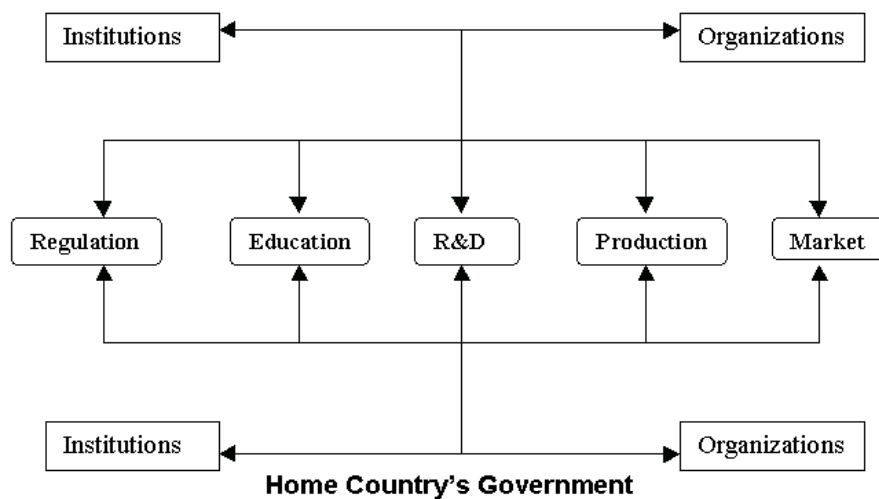 Institutions Organizations
Regulation Education R&D Production Market
Institutions Organizations
Home Country's Government